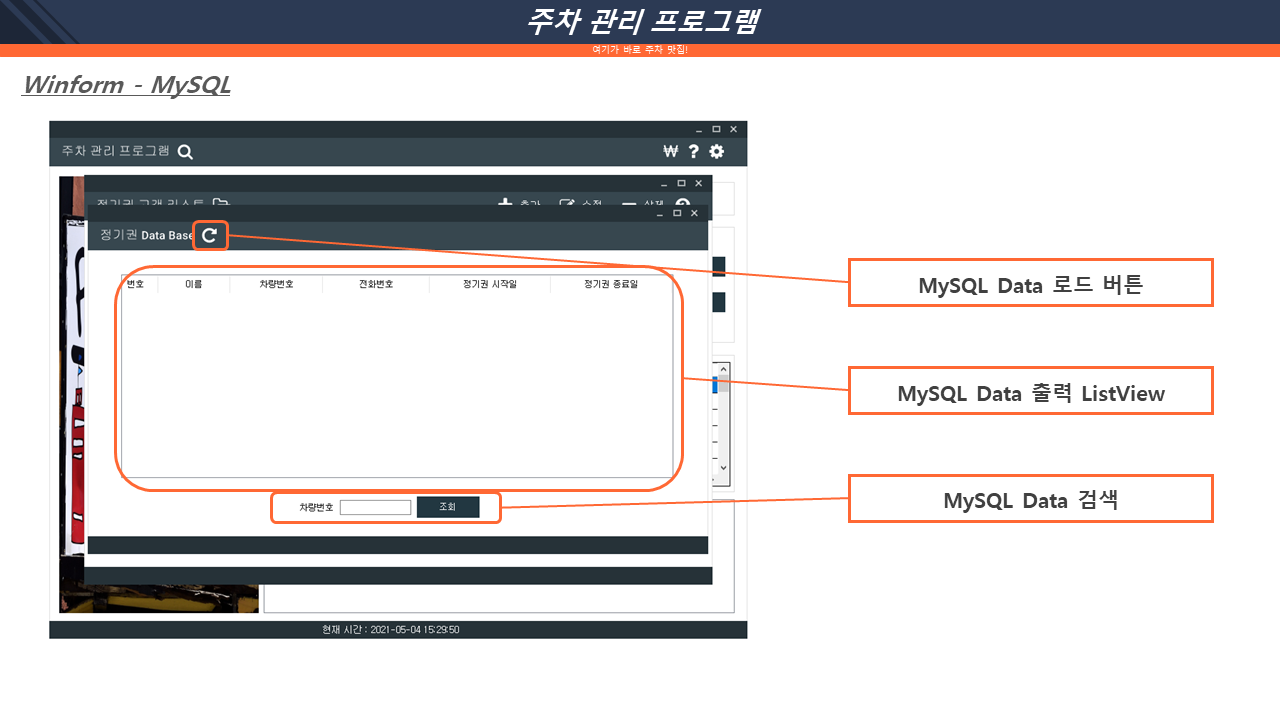 주차 관리 프로그램
여기가 바로 주자 맛집!
Winform - MySQL
주차 관리 프로그램
₩ ?
정기권 고객 리스트
추가 수정 삭제
정기권 Data Base
번호 이름 차량번호 전화번호 정기권 시작일 정기권 종료일
차량번호 조회
현재 시간 : 2021-05-04 15:29:50
MySQL Data 로드 버튼
MySQL Data 출력 ListView
MySQL Data 검색